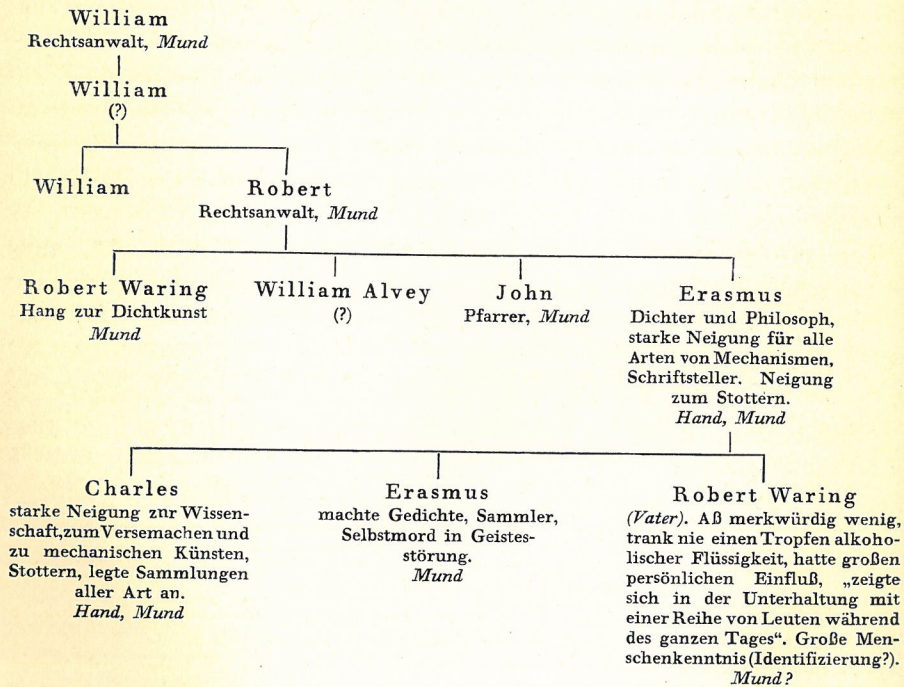 William
Rechtsanwalt, Mund
William
(?)
William
Robert
Rechtsanwalt, Mund
Robert Waring
Hang zur Dichtkunst
Mund
William Alvey
(?)
John
Pfarrer, Mund
Erasmus
Dichter und Philosoph,
starke Neigung für alle
Arten von Mechanismen,
Schriftsteller. Neigung
zum Stottern.
Hand, Mund
Charles
starke Neigung zur Wissen-
schaft,zum Versemachen und
zu mechanischen Künsten,
Stottern, legte Sammlungen
aller Art an.
Hand, Mund
Erasmus
machte Gedichte, Sammler,
Selbstmord in Geistes-
störung.
Mund
Robert Waring
(Vater). Aß merkwürdig wenig,
trank nie einen Tropfen alkoho-
lischer Flüssigkeit, hatte großen
persönlichen Einfluß, „zeigte
sich in der Unterhaltung mit
einer Reihe von Leuten während
des ganzen Tages“. Große Men-
schenkenntnis (Identifizierung?).
Mund?